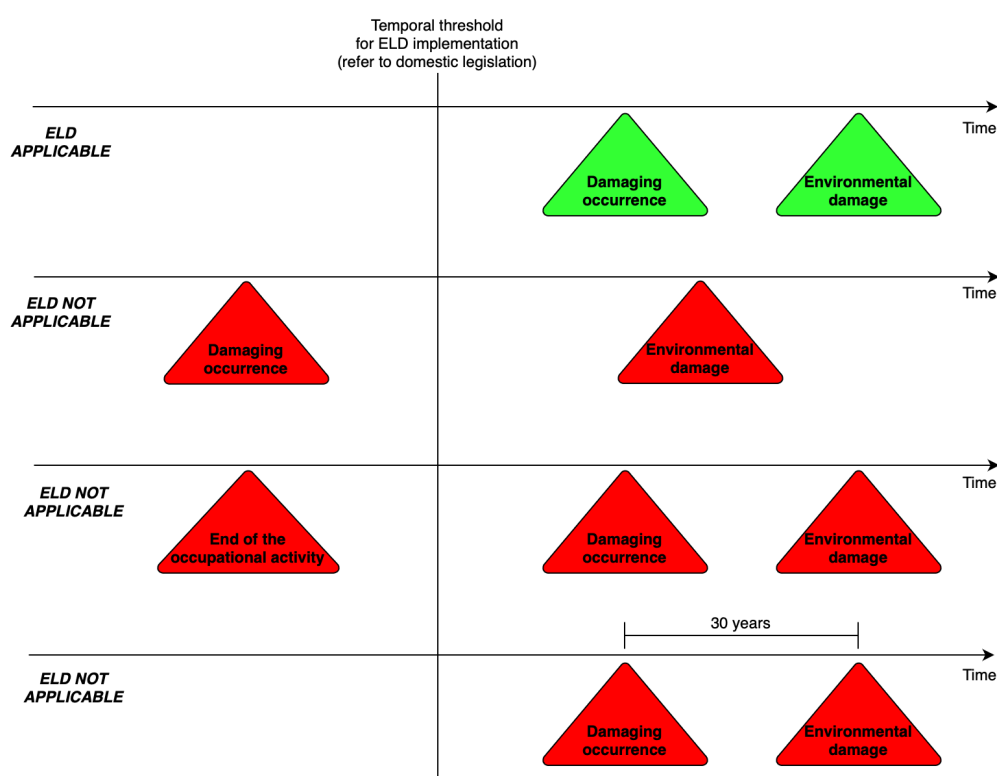 Temporal threshold
for ELD implementation
(refer to domestic legislation)
Time
ELD
APPLICABLE
Damaging
occurrence
Environmental
damage
Time
ELD NOT
APPLICABLE
Damaging
occurrence
Environmental
damage
Time
ELD NOT
APPLICABLE
End of the
occupational activity
Damaging
occurrence
Environmental
damage
30 years
Time
ELD NOT
APPLICABLE
Damaging
occurrence
Environmental
damage